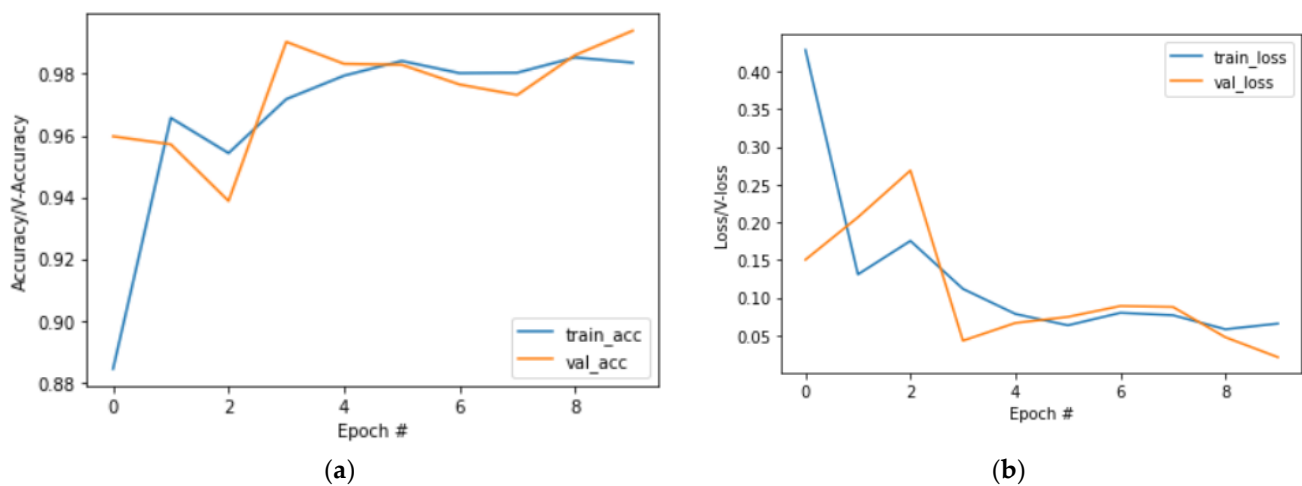 0.98
0.96
0.94
0.92
0.90
0.88
Accuracy/V-Accuracy
train_acc
val_acc
0 2 4 6 8
Epoch #
(a)
0.40
0.35
0.30
0.25
0.20
0.15
0.10
0.05
Loss/V-loss
train_loss
val_loss
0 2 4 6 8
Epoch #
(b)